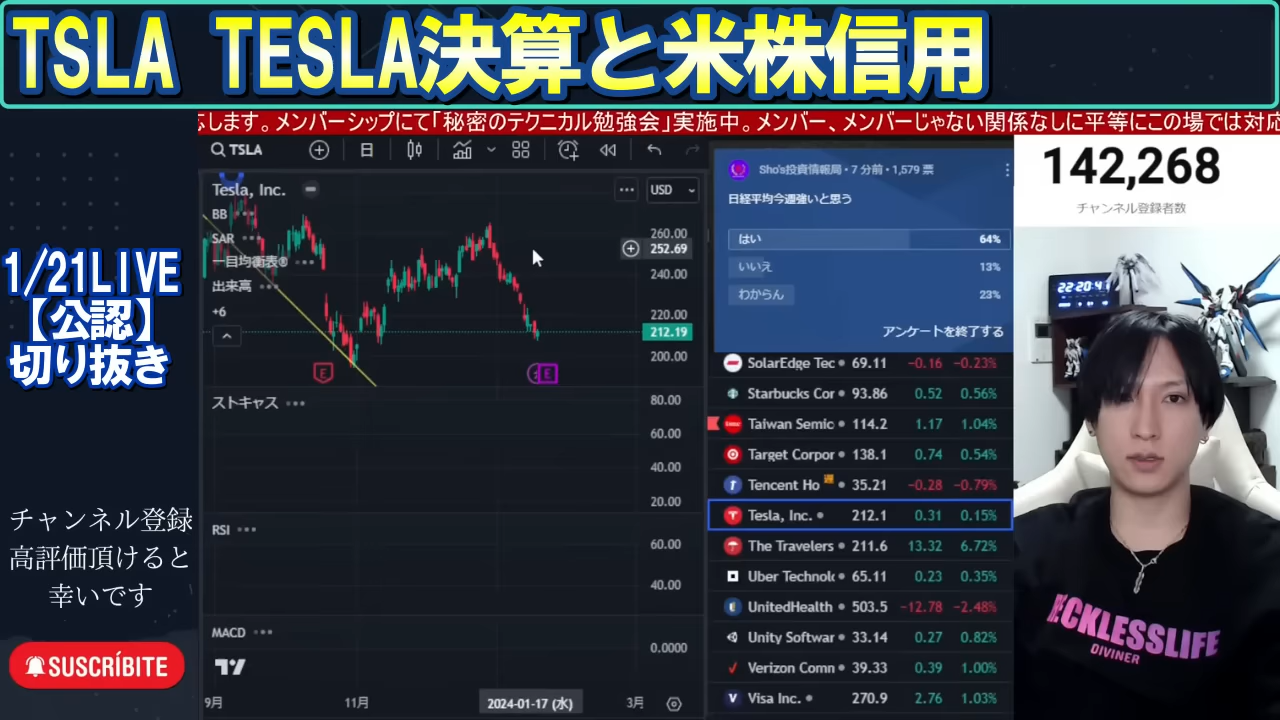 TSLA TESLA決算と米株信用
応します。メンバーシップにて「秘密のテクニカル勉強会」実施中。メンバー、メンバーじゃない関係なしに平等にこの場では対応
1/21LIVE
【公認】
切り抜き
チャンネル登録
高評価頂けると
幸いです
SUSCRÍBITE
TSLA
日
Tesla, Inc.
USD
BB
SAR
一目均衡表
出来高
+6
260.00
252.69
240.00
220.00
212.19
200.00
E
E
ストキャス
80.00
60.00
40.00
20.00
RSI
60.00
40.00
MACD
0.0000
9月
11月
2024-01-17 (水)
3月
Sho's投資情報局・7 分前・1,579 票
日経平均今週強いと思う
はい 64%
いいえ 13%
わからん 23%
アンケートを終了する
SolarEdge Tec 69.11 −0.16 −0.23%
Starbucks Cor 93.86 0.52 0.56%
Taiwan Semic 114.2 1.17 1.04%
Target Corpor 138.1 0.74 0.54%
Tencent Ho 35.21 −0.28 −0.79%
Tesla, Inc. 212.1 0.31 0.15%
The Travelers 211.6 13.32 6.72%
Uber Technol 65.11 0.23 0.35%
UnitedHealth 503.5 −12.78 −2.48%
Unity Softwar 33.14 0.27 0.82%
Verizon Comm 39.33 0.39 1.00%
Visa Inc. 270.9 2.76 1.03%
142,268
チャンネル登録者数
22:20:4
RECKLESSLIFE
DIVINER